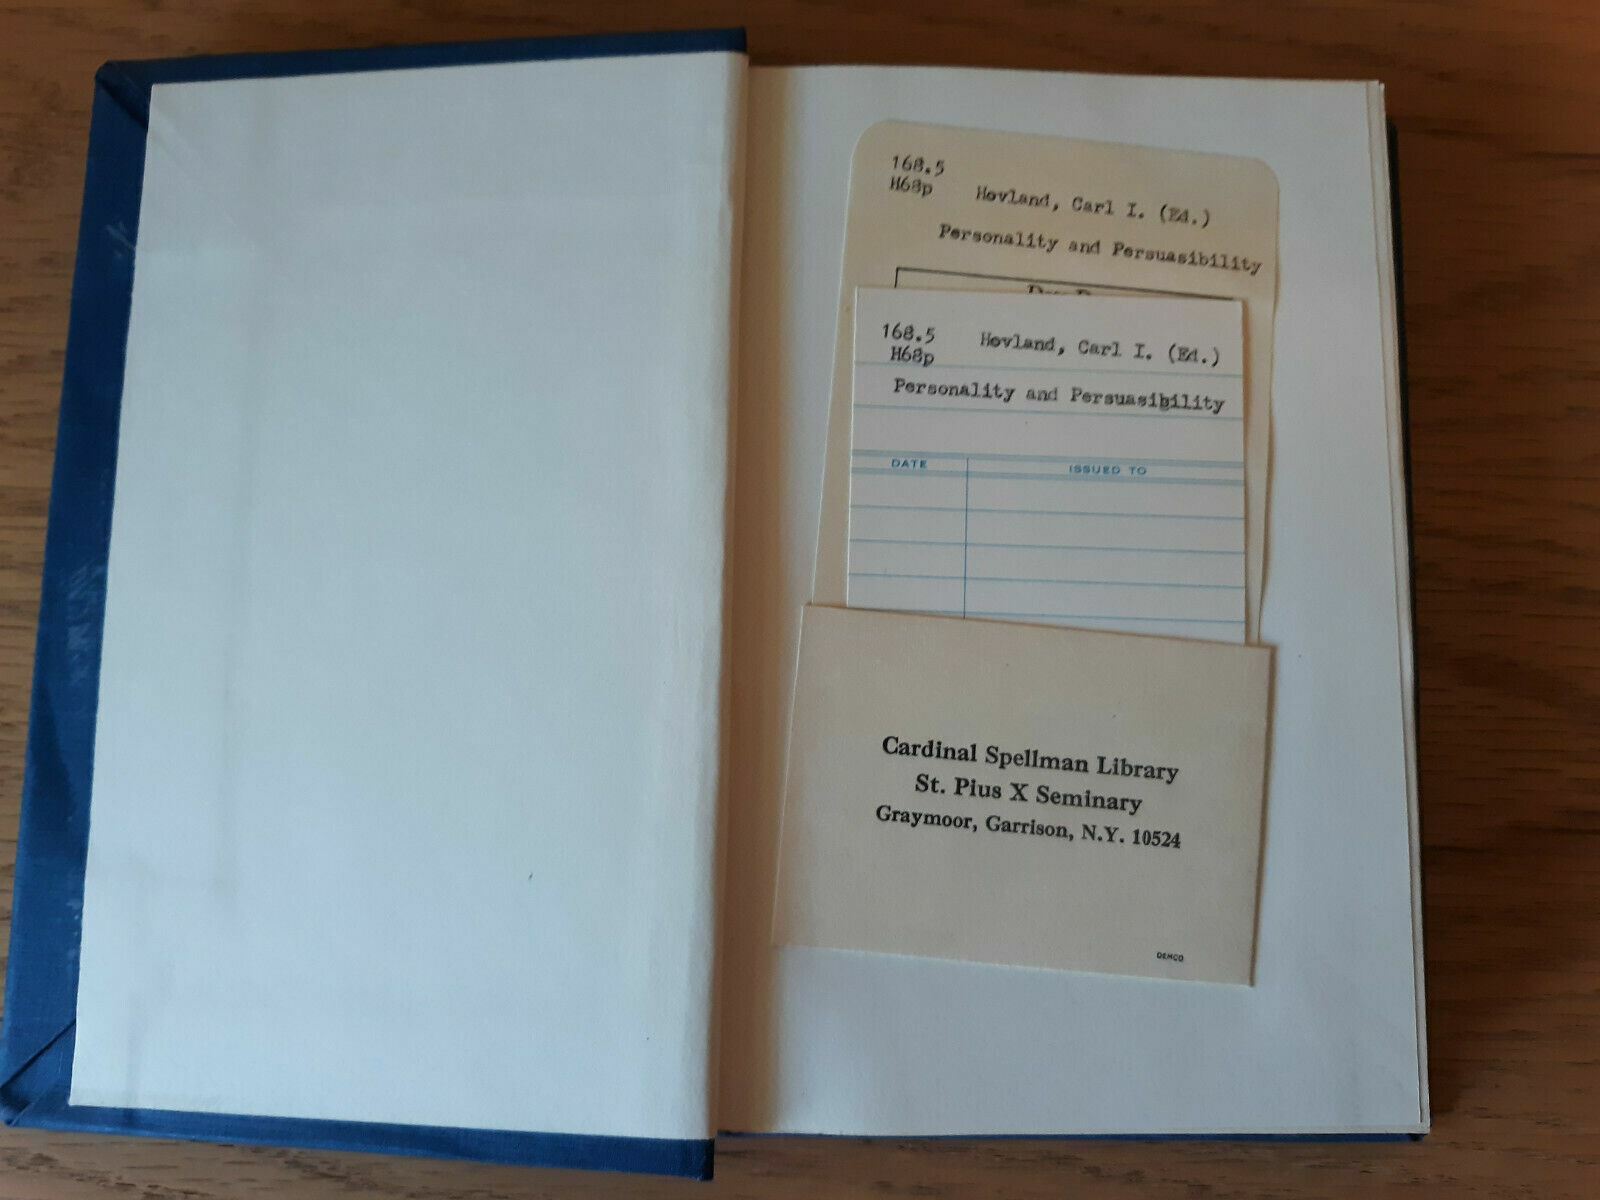 168.5
H68p Hovland, Carl I. (Ed.)
Personality and Persuasibility
168.5 Hovland, Carl I. (Ed.)
H68p
Personality and Persuasibility
DATE ISSUED TO
Cardinal Spellman Library
St. Pius X Seminary
Graymoor, Garrison, N.Y. 10524
DEMCO